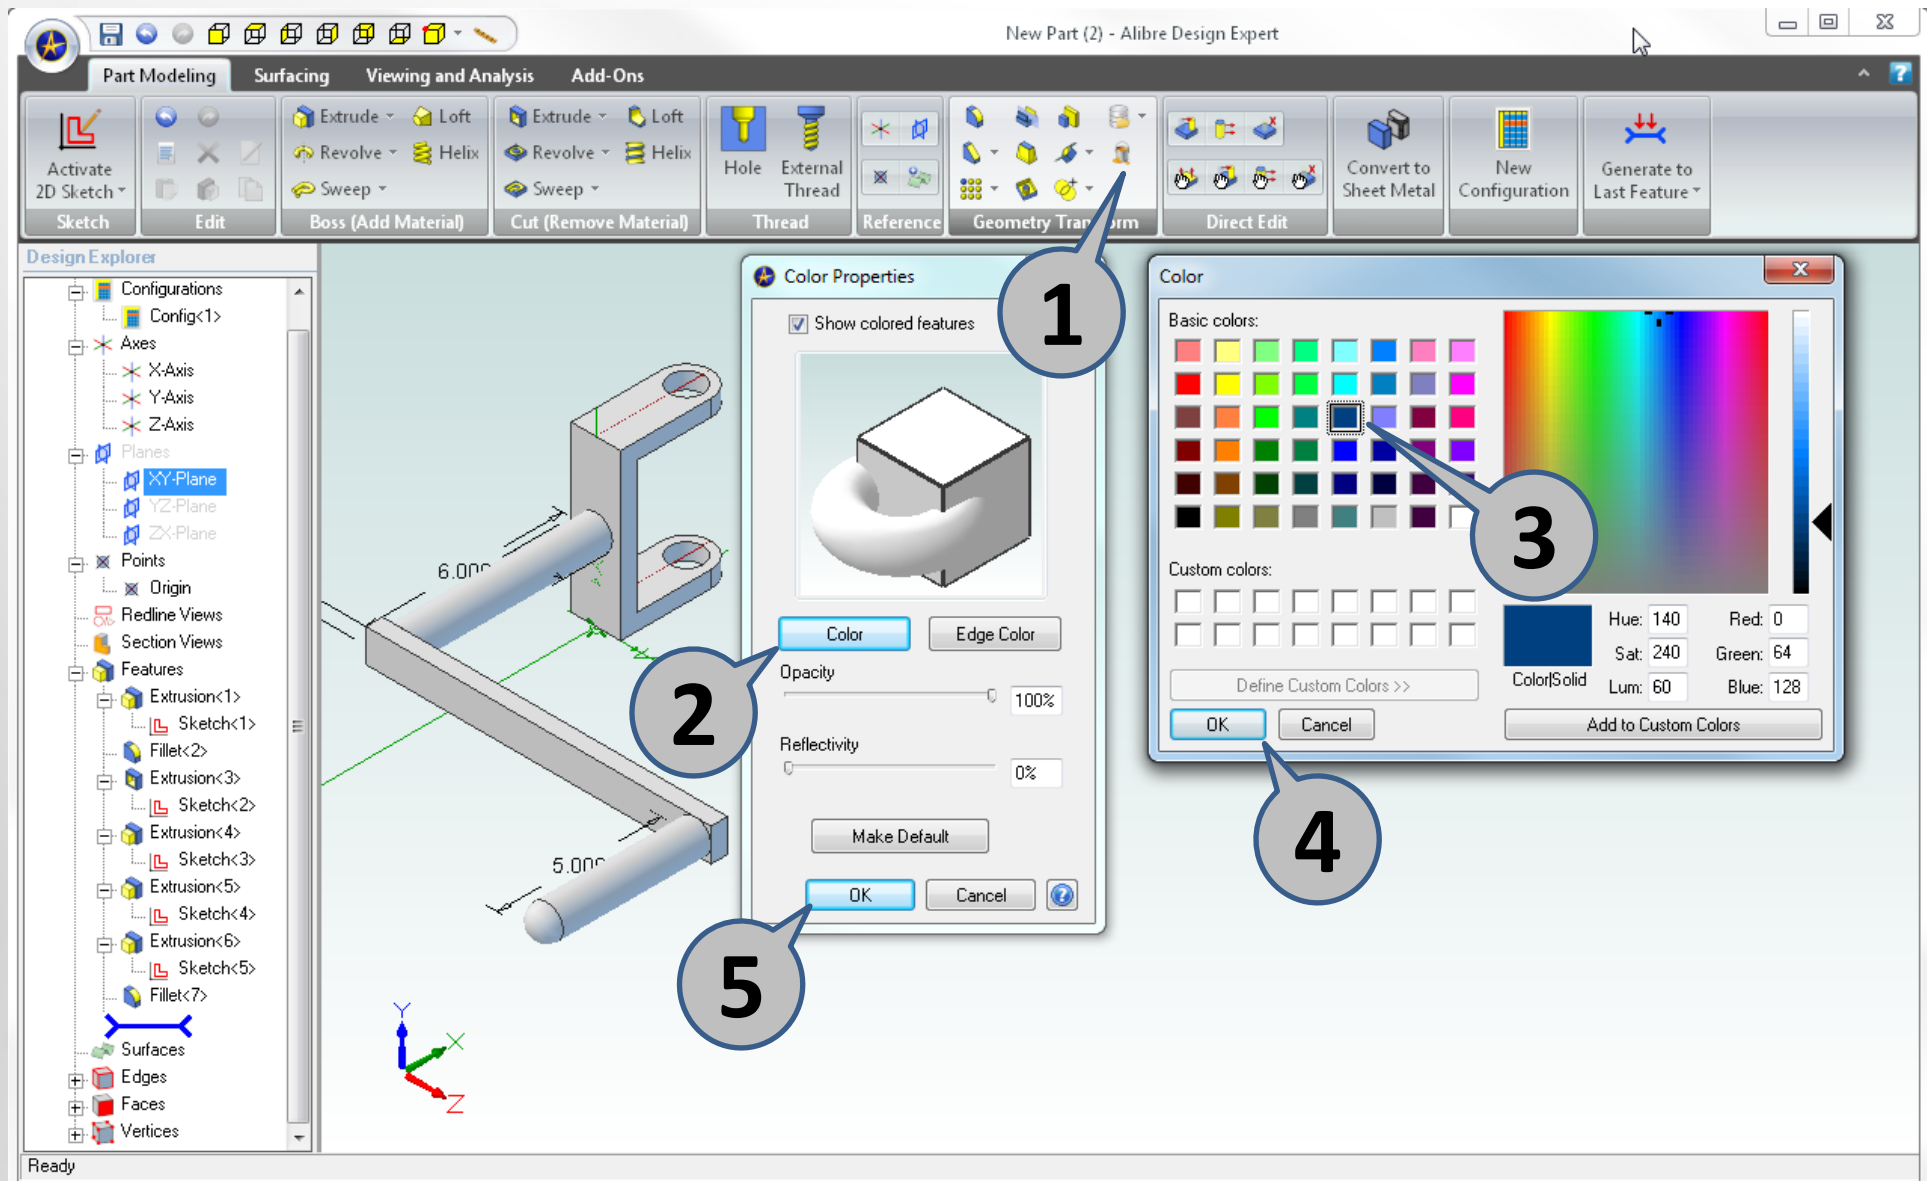 New Part (2) - Alibre Design Expert
Part Modeling Surfacing Viewing and Analysis Add-Ons
Activate
2D Sketch
Sketch
Edit
Extrude Loft
Revolve Helix
Sweep
Boss (Add Material)
Extrude Loft
Revolve Helix
Sweep
Cut (Remove Material)
Hole
External
Thread
Thread
Reference
Geometry Tran
rm
Direct Edit
Convert to
Sheet Metal
New
Configuration
Generate to
Last Feature
Design Explorer
Configurations
Config<1>
Axes
X-Axis
Y-Axis
Z-Axis
Planes
XY-Plane
YZ-Plane
ZX-Plane
Points
Origin
Redline Views
Section Views
Features
Extrusion<1>
Sketch<1>
Fillet<2>
Extrusion<3>
Sketch<2>
Extrusion<4>
Sketch<3>
Extrusion<5>
Sketch<4>
Extrusion<6>
Sketch<5>
Fillet<7>
Surfaces
Edges
Faces
Vertices
Ready
6.000
5.000
Y
X
Z
Color Properties
Show colored features
Color Edge Color
Opacity
100%
Reflectivity
0%
Make Default
OK Cancel
Color
Basic colors:
Custom colors:
Define Custom Colors >>
OK Cancel
Color|Solid
Hue: 140 Red: 0
Sat: 240 Green: 64
Lum: 60 Blue: 128
Add to Custom Colors
1
2
3
4
5